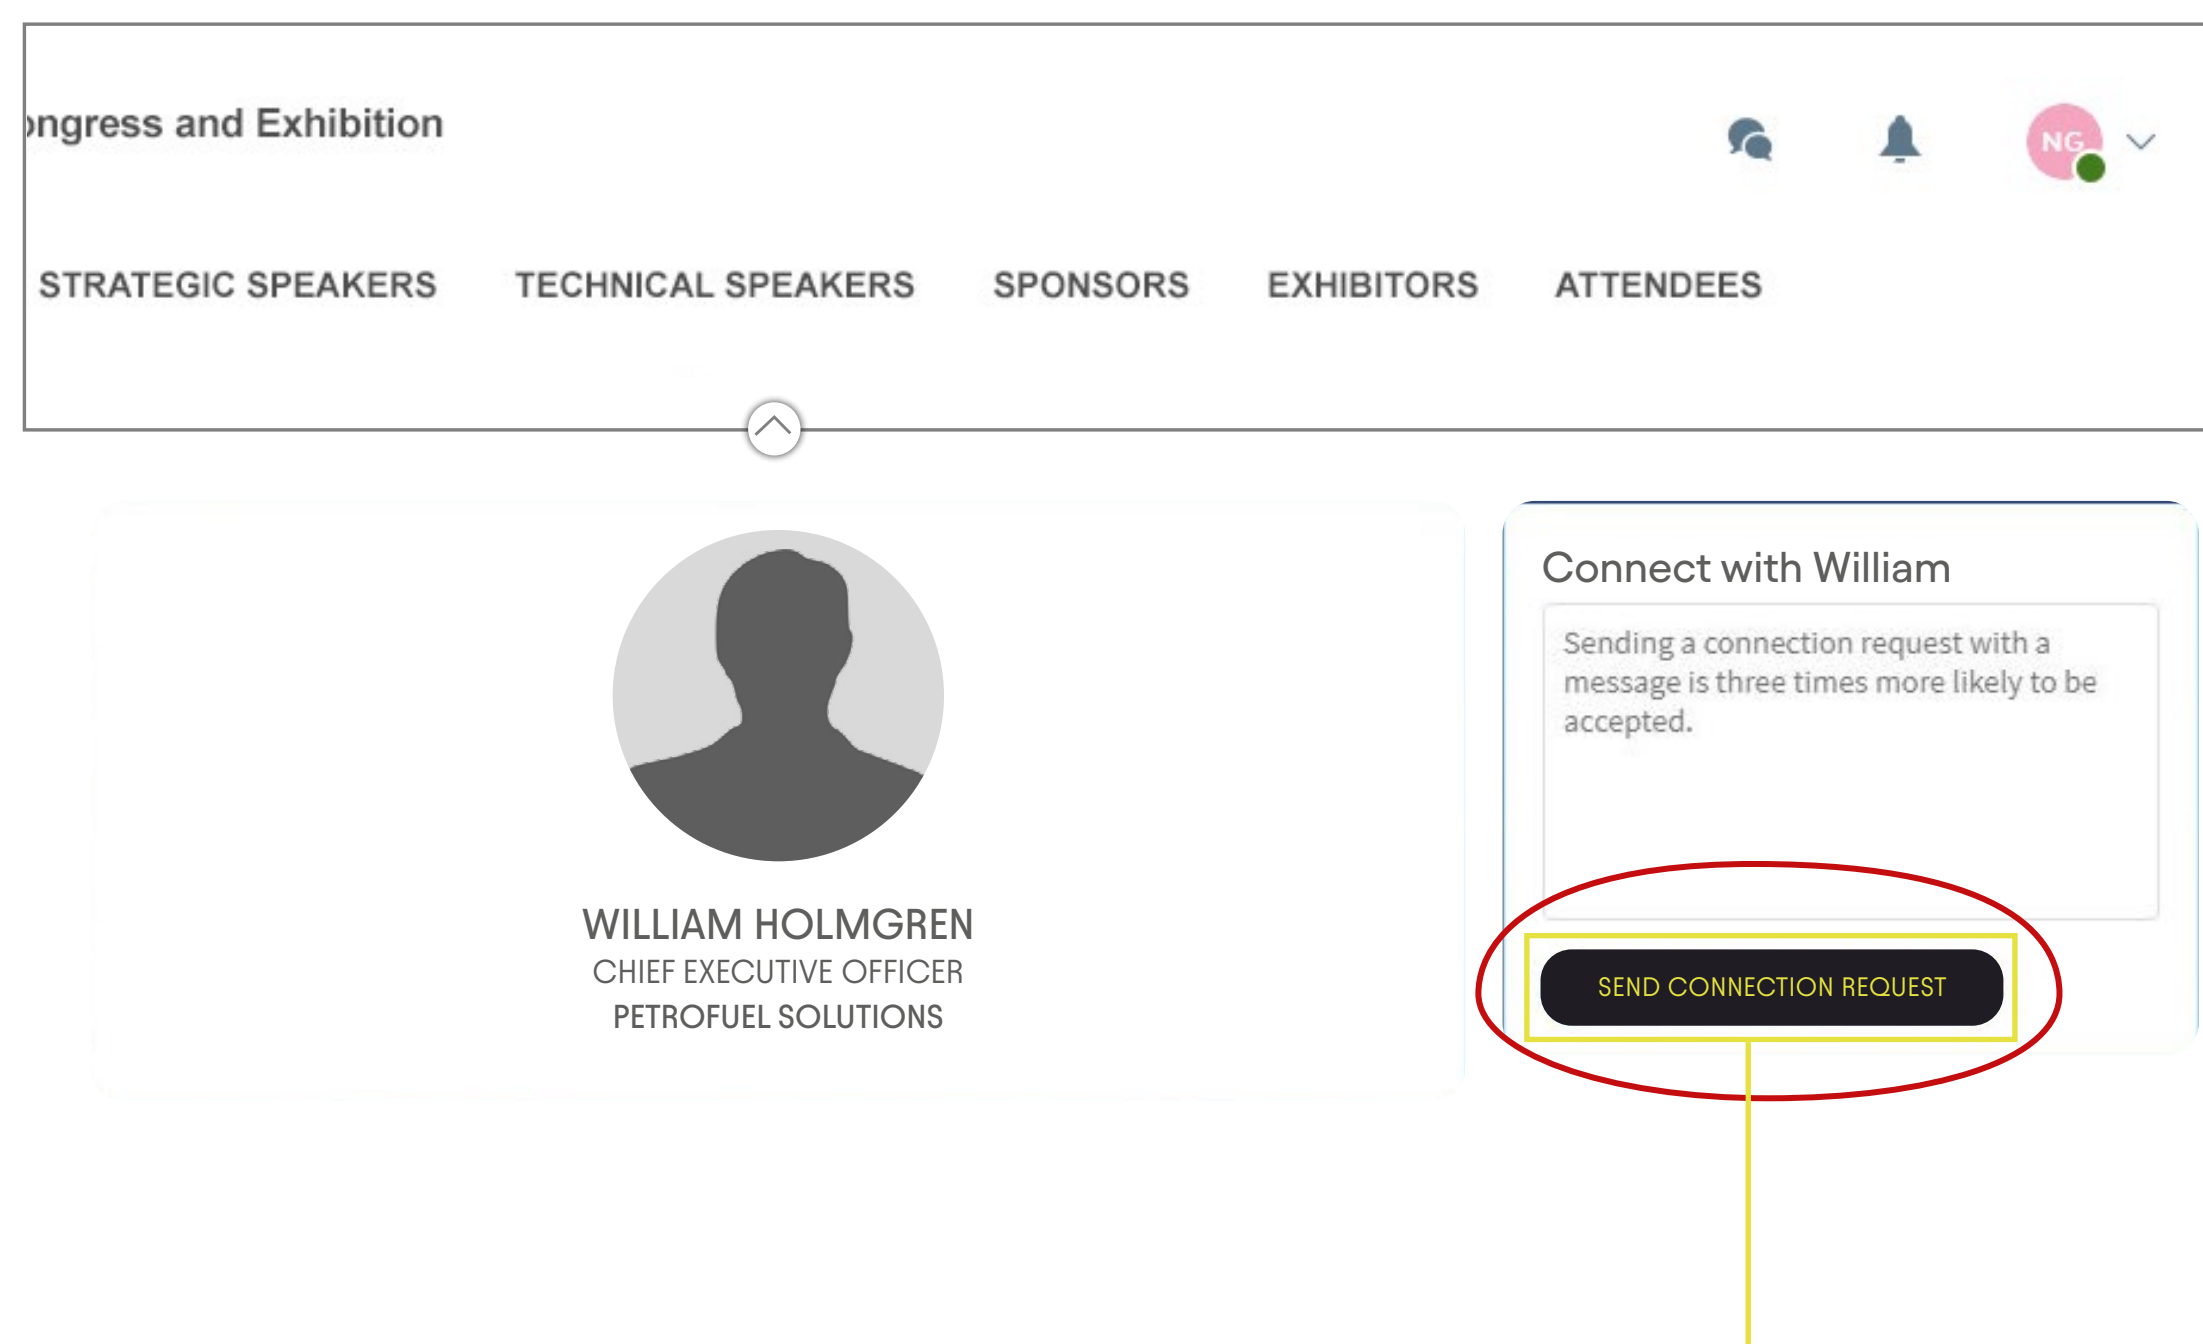 ongress and Exhibition
NG
STRATEGIC SPEAKERS TECHNICAL SPEAKERS SPONSORS EXHIBITORS ATTENDEES
WILLIAM HOLMGREN
CHIEF EXECUTIVE OFFICER
PETROFUEL SOLUTIONS
Connect with William
Sending a connection request with a
message is three times more likely to be
accepted.
SEND CONNECTION REQUEST